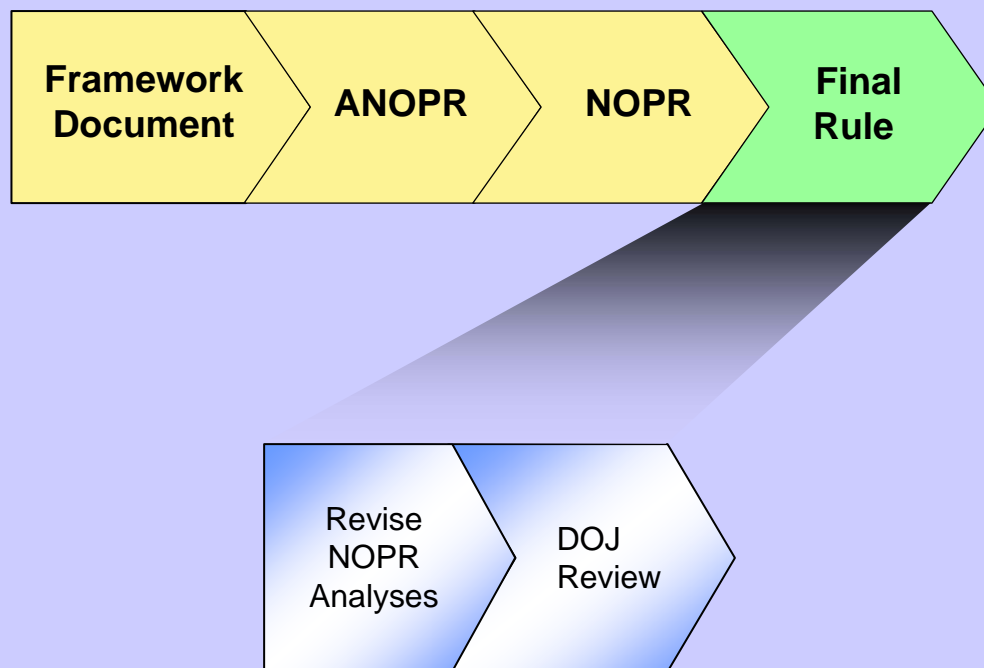 Framework
Document
ANOPR
NOPR
Final
Rule
Revise
NOPR
Analyses
DOJ
Review